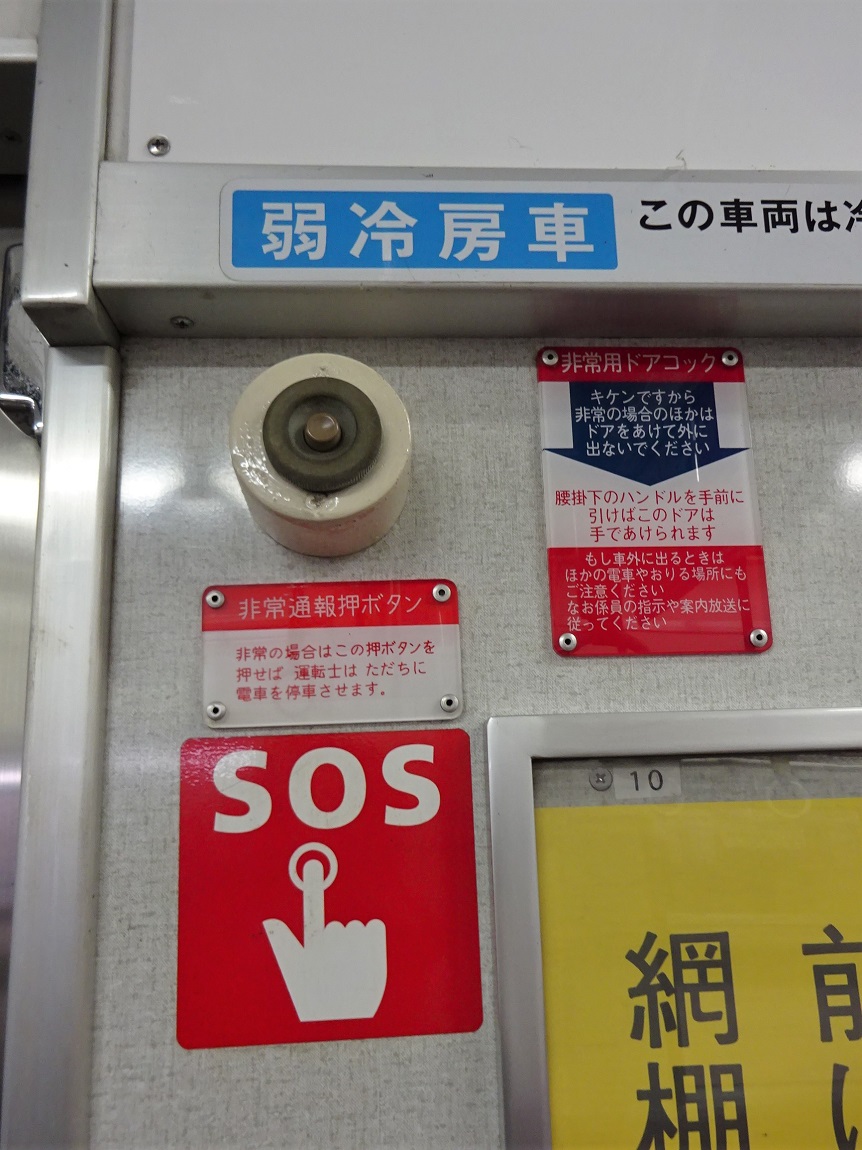 弱冷房車
この車両は冷
非常用ドアコック
キケンですから
非常の場合のほかは
ドアをあけて外に
出ないでください
腰掛下のハンドルを手前に
引けばこのドアは
手であけられます
もし車外に出るときは
ほかの電車やおりる場所にも
ご注意ください
なお係員の指示や案内放送に
従ってください
非常通報押ボタン
非常の場合はこの押ボタンを
押せば 運転士は ただちに
電車を停車させます。
SOS
10
網棚
前い